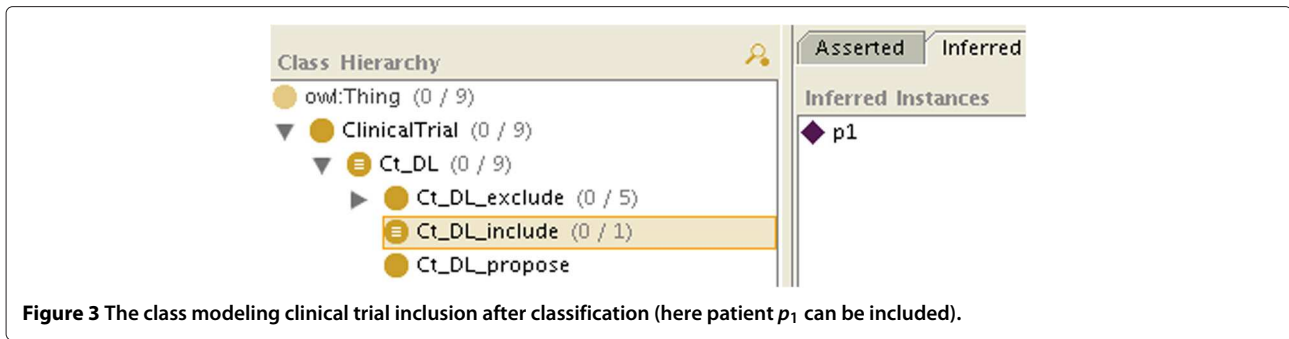 Class Hierarchy
owl:Thing (0 / 9)
ClinicalTrial (0 / 9)
Ct_DL (0 / 9)
Ct_DL_exclude (0 / 5)
Ct_DL_include (0 / 1)
Ct_DL_propose
Asserted Inferred
Inferred Instances
p1
Figure 3 The class modeling clinical trial inclusion after classification (here patient p1 can be included).